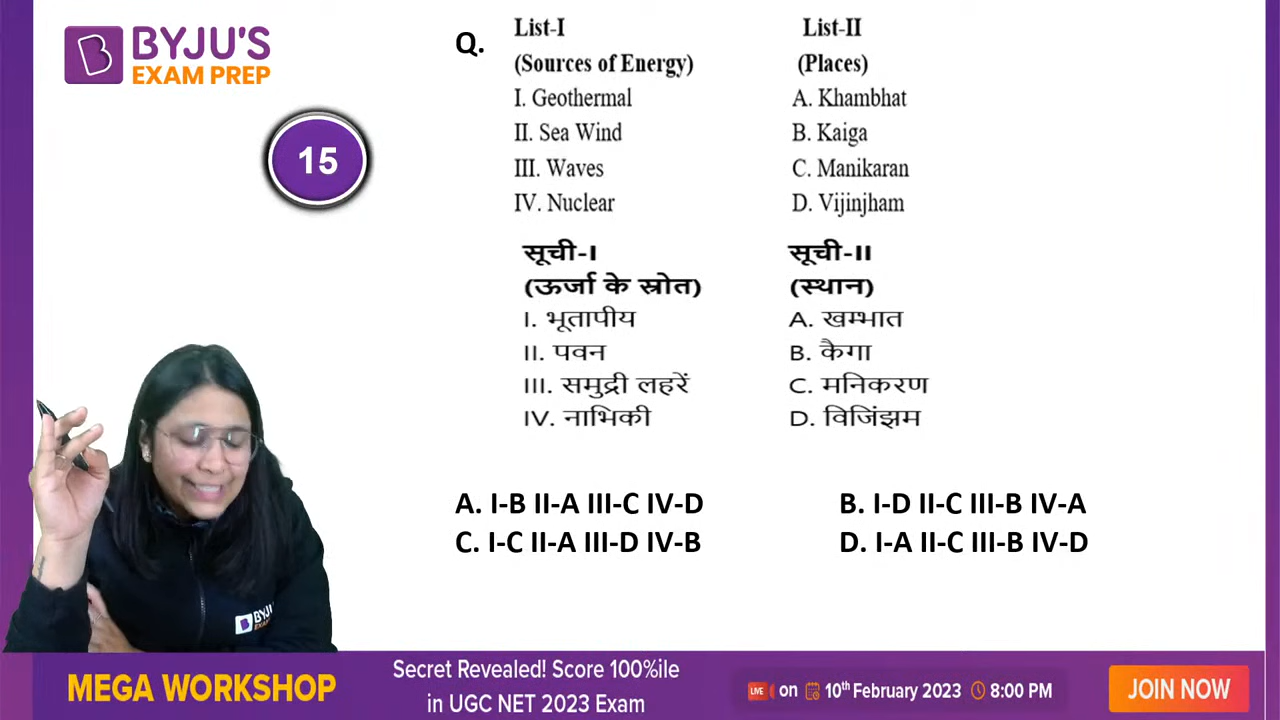 BYJU'S
EXAM PREP
15
Q.
List-I
(Sources of Energy)
I. Geothermal
II. Sea Wind
III. Waves
IV. Nuclear
List-II
(Places)
A. Khambhat
B. Kaiga
C. Manikaran
D. Vijinjham
सूची-I
(ऊर्जा के स्रोत)
I. भूतापीय
II. पवन
III. समुद्री लहरें
IV. नाभिकी
सूची-II
(स्थान)
A. खम्भात
B. कैगा
C. मनिकरण
D. विजिंझम
A. I-B II-A III-C IV-D
B. I-D II-C III-B IV-A
C. I-C II-A III-D IV-B
D. I-A II-C III-B IV-D
MEGA WORKSHOP
Secret Revealed! Score 100%ile
in UGC NET 2023 Exam
LIVE on 10th February 2023 8:00 PM
JOIN NOW